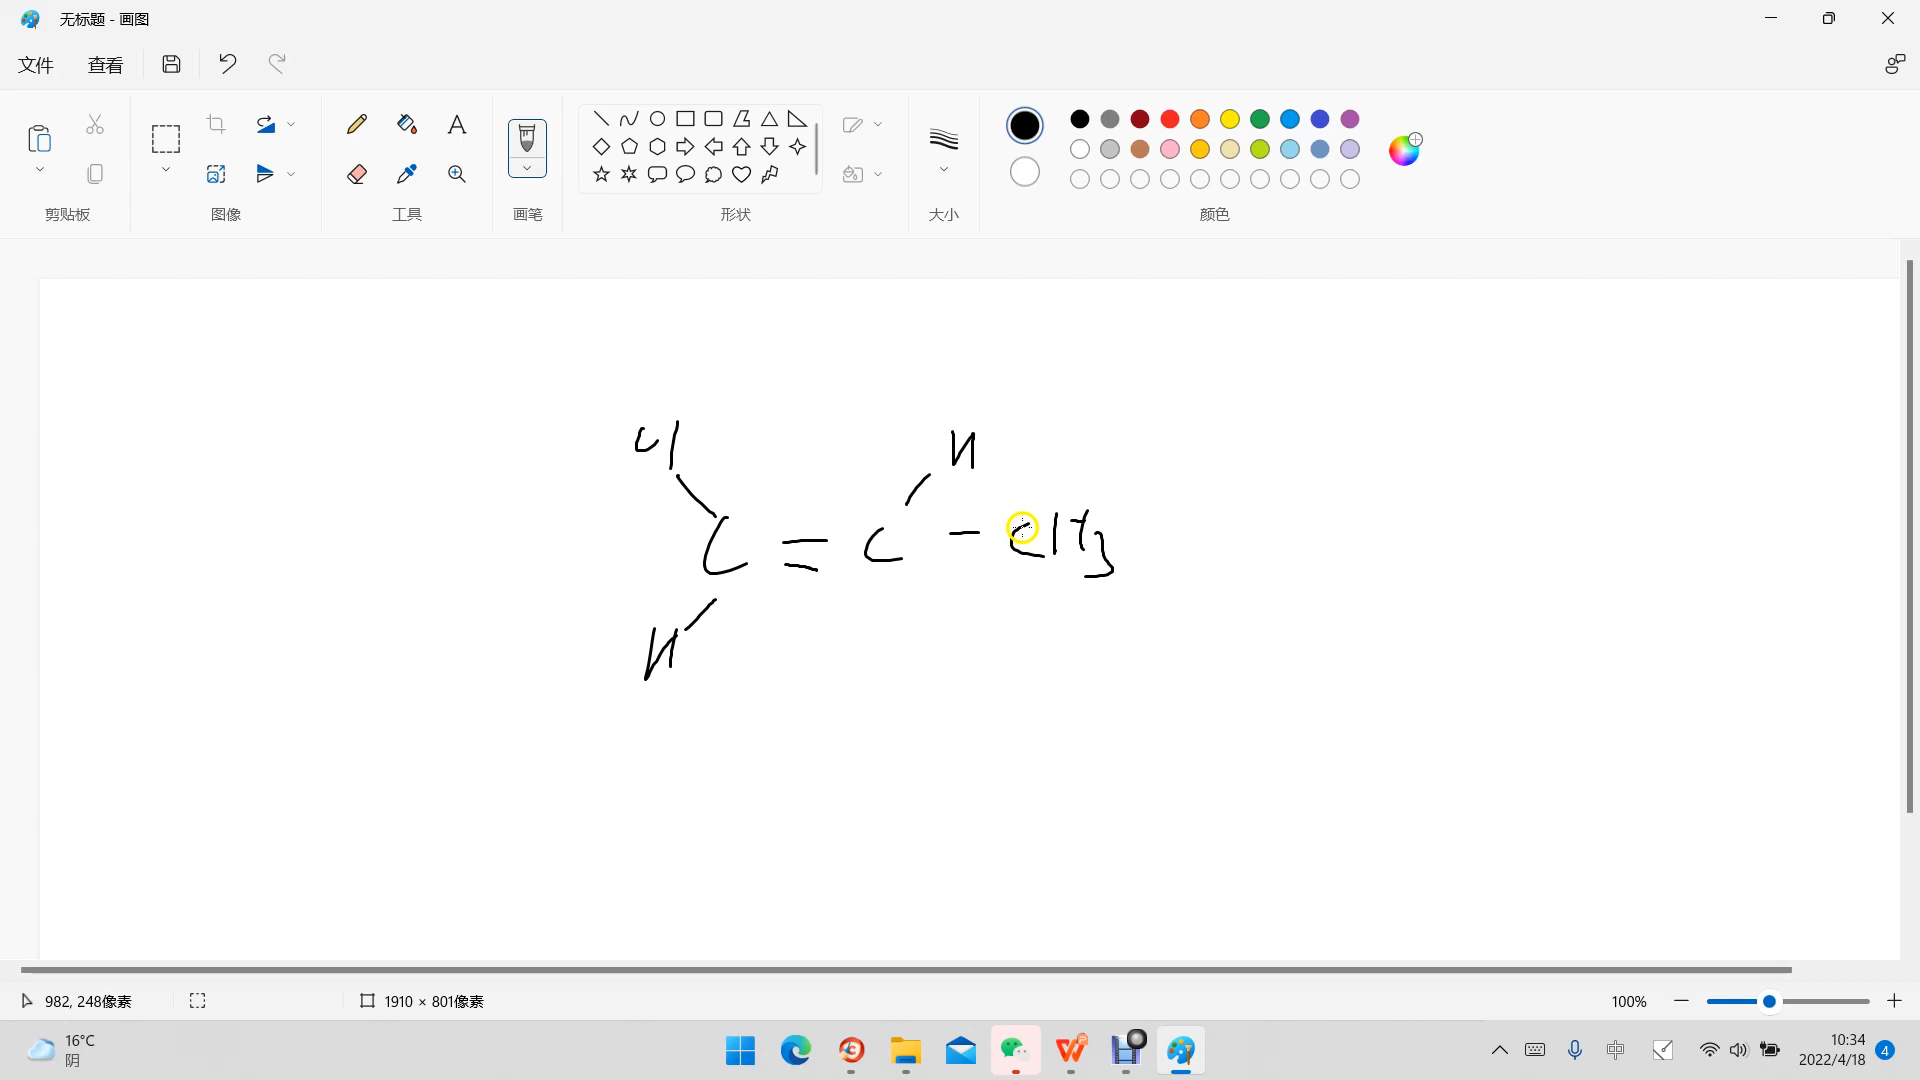 无标题 - 画图
文件 查看
剪贴板 图像 工具 画笔 形状 大小 颜色
Cl H
C = C - CH3
H
982, 248像素 1910 × 801像素 100%
16°C
阴
中
10:34
2022/4/18 4